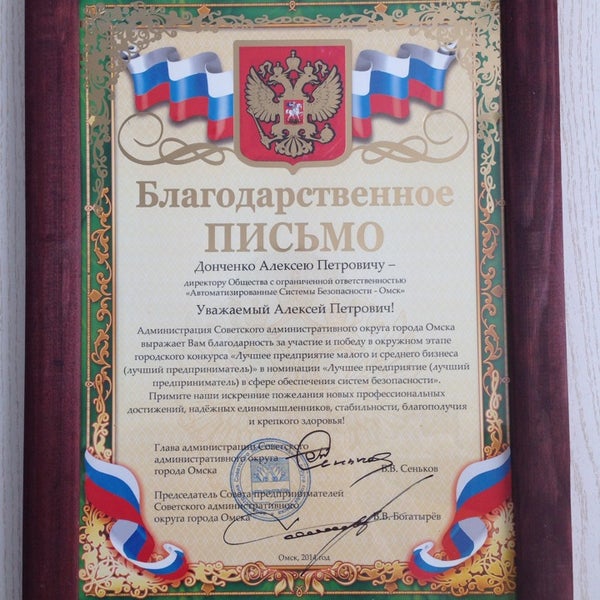 Благодарственное
ПИСЬМО
Донченко Алексею Петровичу –
директору Общества с ограниченной ответственностью
«Автоматизированные Системы Безопасности - Омск»
Уважаемый Алексей Петрович!
Администрация Советского административного округа города Омска
выражает Вам благодарность за участие и победу в окружном этапе
городского конкурса «Лучшее предприятие малого и среднего бизнеса
(лучший предприниматель)» в номинации «Лучшее предприятие (лучший
предприниматель) в сфере обеспечения систем безопасности».
Примите наши искренние пожелания новых профессиональных
достижений, надёжных единомышленников, стабильности, благополучия
и крепкого здоровья!
Глава администрации Советского
административного округа
города Омска В.В. Сеньков
Председатель Совета предпринимателей
Советского административного
округа города Омска В.В. Богатырёв
Омск, 2014 год